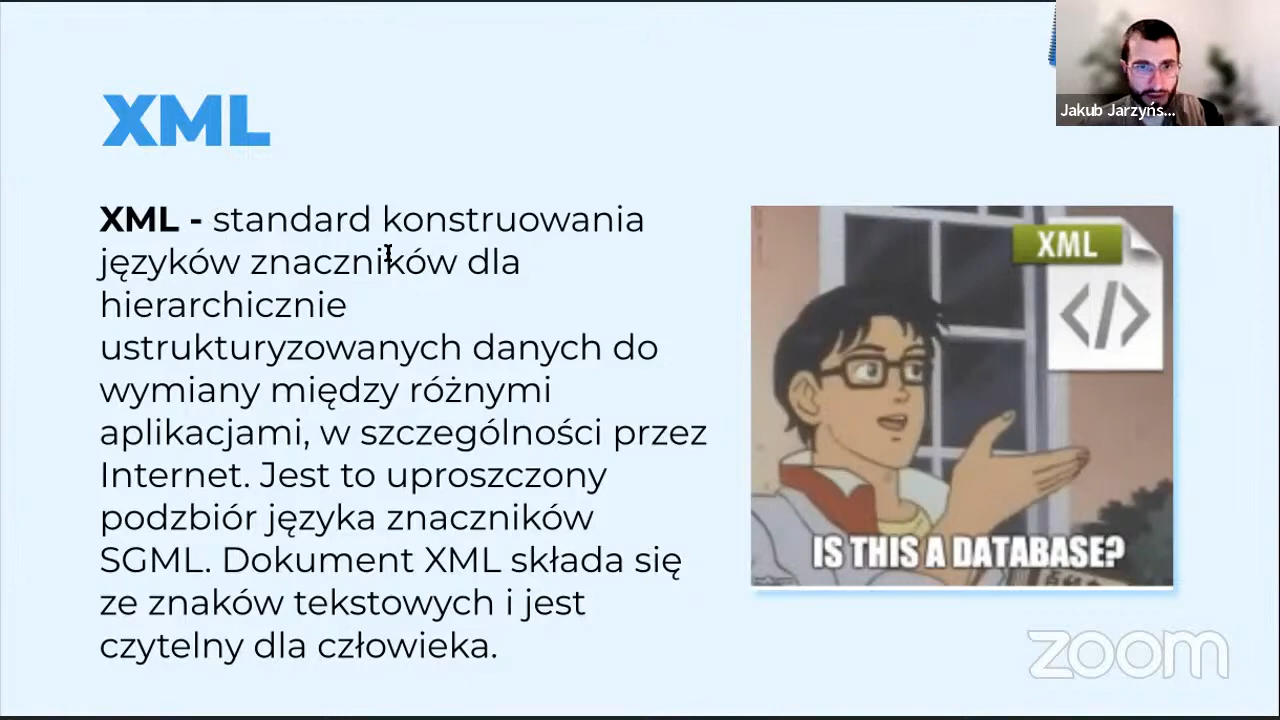 XML
Jakub Jarzyńs...
XML - standard konstruowania
języków znaczników dla
hierarchicznie
ustrukturyzowanych danych do
wymiany między różnymi
aplikacjami, w szczególności przez
Internet. Jest to uproszczony
podzbiór języka znaczników
SGML. Dokument XML składa się
ze znaków tekstowych i jest
czytelny dla człowieka.
XML
</>
IS THIS A DATABASE?
zoom